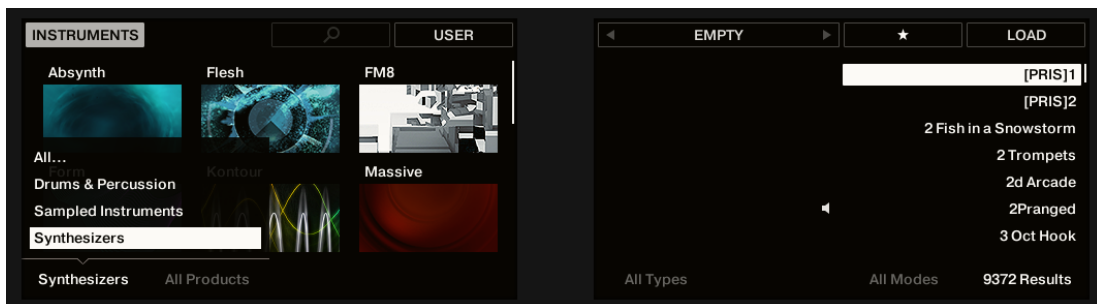 INSTRUMENTS USER
Absynth Flesh FM8
All...
Form Kontour Massive
Drums & Percussion
Sampled Instruments
Synthesizers
Synthesizers All Products
EMPTY ★ LOAD
[PRIS]1
[PRIS]2
2 Fish in a Snowstorm
2 Trompets
2d Arcade
2Pranged
3 Oct Hook
All Types All Modes 9372 Results